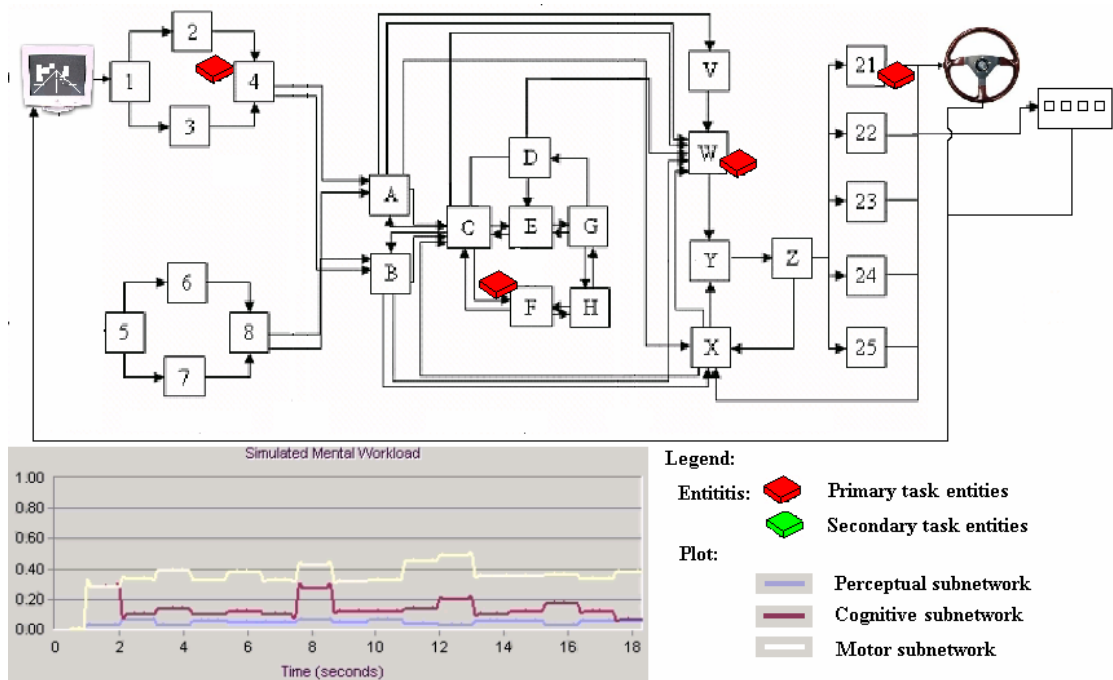 1
2
3
4
5
6
7
8
A
B
C
D
E
F
G
H
V
W
Y
Z
X
21
22
23
24
25
Simulated Mental Workload
1.00
0.80
0.60
0.40
0.20
0.00
0 2 4 6 8 10 12 14 16 18
Time (seconds)
Legend:
Entititis:
Primary task entities
Secondary task entities
Plot:
Perceptual subnetwork
Cognitive subnetwork
Motor subnetwork